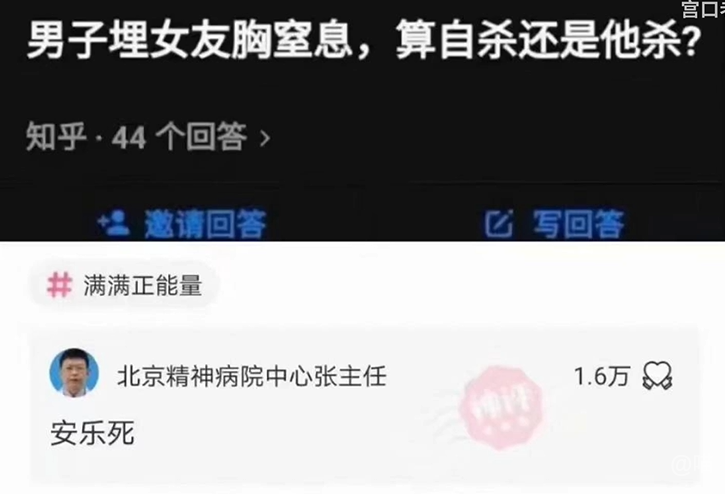 宫口
男子埋女友胸窒息，算自杀还是他杀？
知乎 · 44 个回答 >
邀请回答
写回答
# 满满正能量
北京精神病院中心张主任
1.6万
神评
安乐死